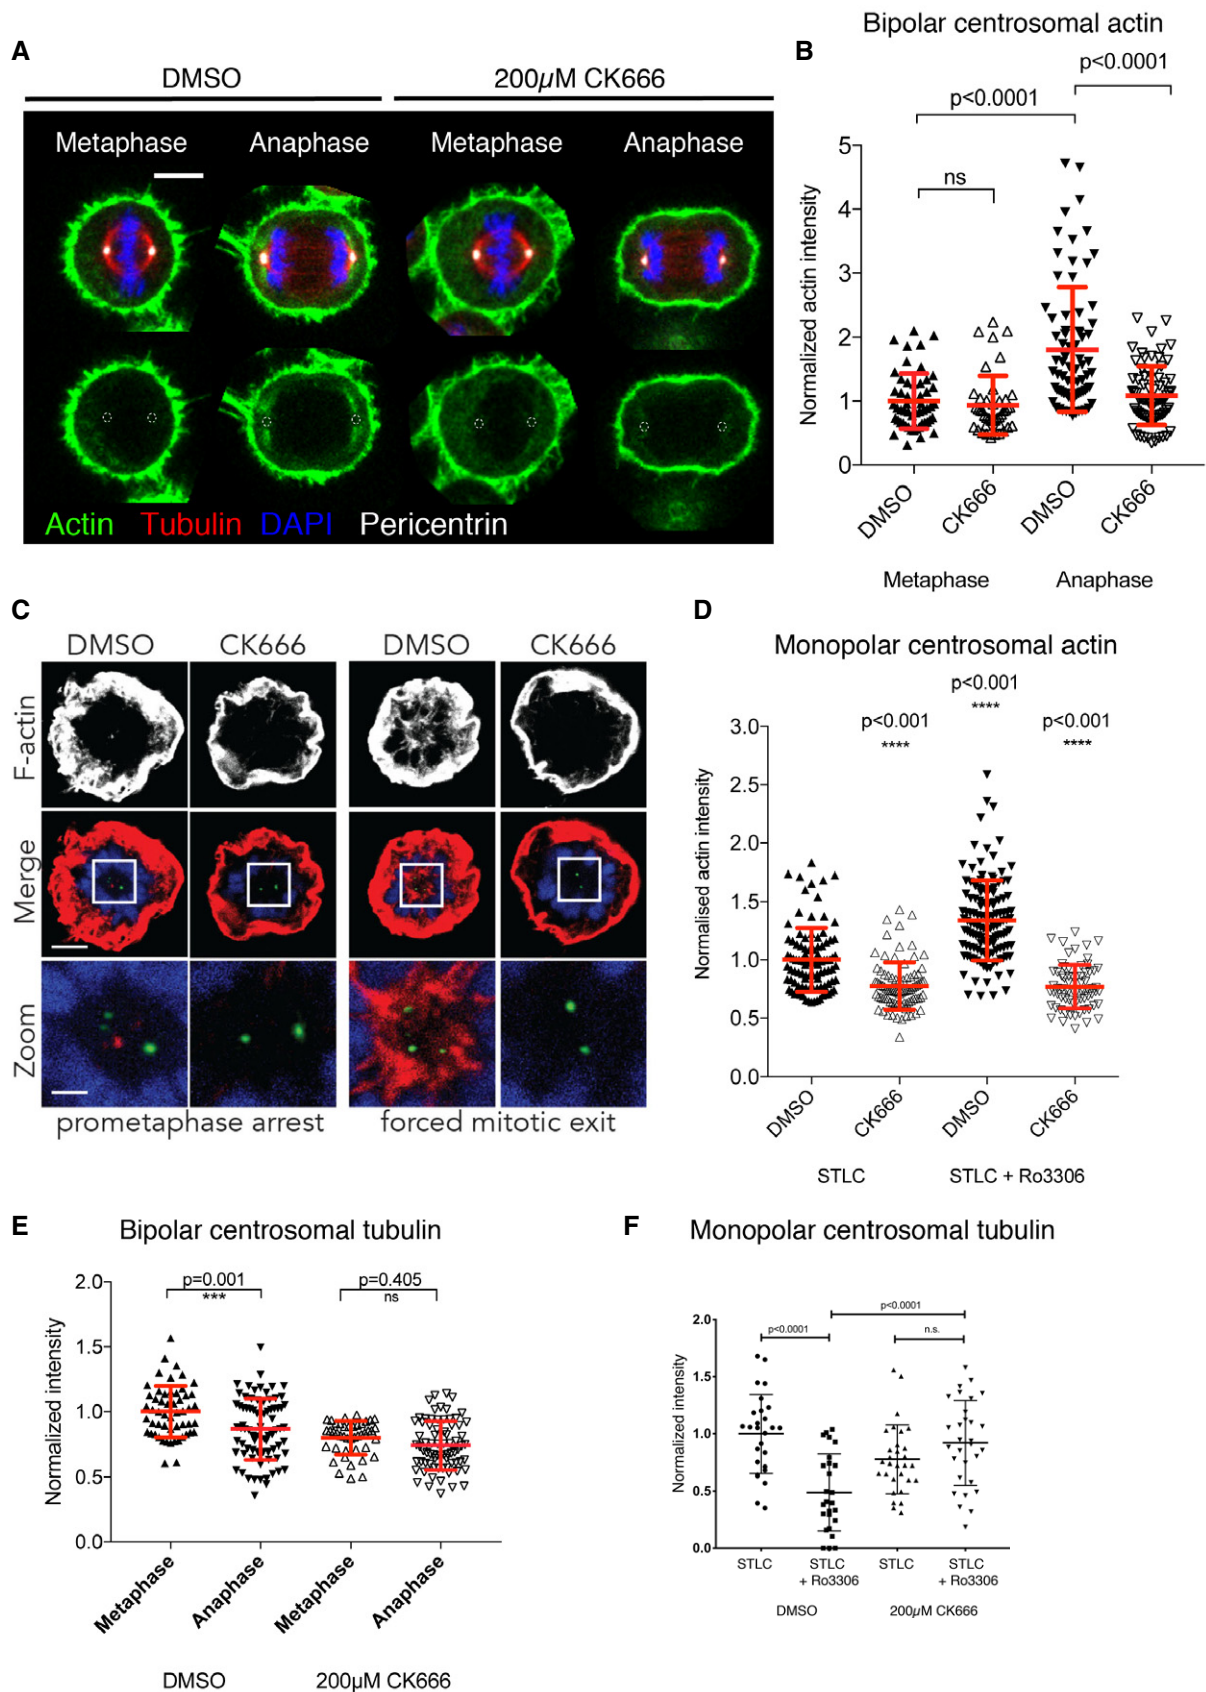 A
DMSO
200µM CK666
Metaphase
Anaphase
Metaphase
Anaphase
Actin Tubulin DAPI Pericentrin
B
Bipolar centrosomal actin
p<0.0001
p<0.0001
ns
Normalized actin intensity
5
4
3
2
1
0
DMSO
CK666
DMSO
CK666
Metaphase
Anaphase
C
DMSO
CK666
DMSO
CK666
F-actin
Merge
Zoom
prometaphase arrest
forced mitotic exit
D
Monopolar centrosomal actin
p<0.001
****
p<0.001
****
p<0.001
****
Normalised actin intensity
3.0
2.5
2.0
1.5
1.0
0.5
0.0
DMSO
CK666
DMSO
CK666
STLC
STLC + Ro3306
E
Bipolar centrosomal tubulin
p=0.001
***
p=0.405
ns
Normalized intensity
2.0
1.5
1.0
0.5
0.0
Metaphase
Anaphase
Metaphase
Anaphase
DMSO
200µM CK666
F
Monopolar centrosomal tubulin
p<0.0001
p<0.0001
n.s.
Normalized intensity
2.0
1.5
1.0
0.5
0.0
STLC
STLC
+ Ro3306
STLC
STLC
+ Ro3306
DMSO
200µM CK666